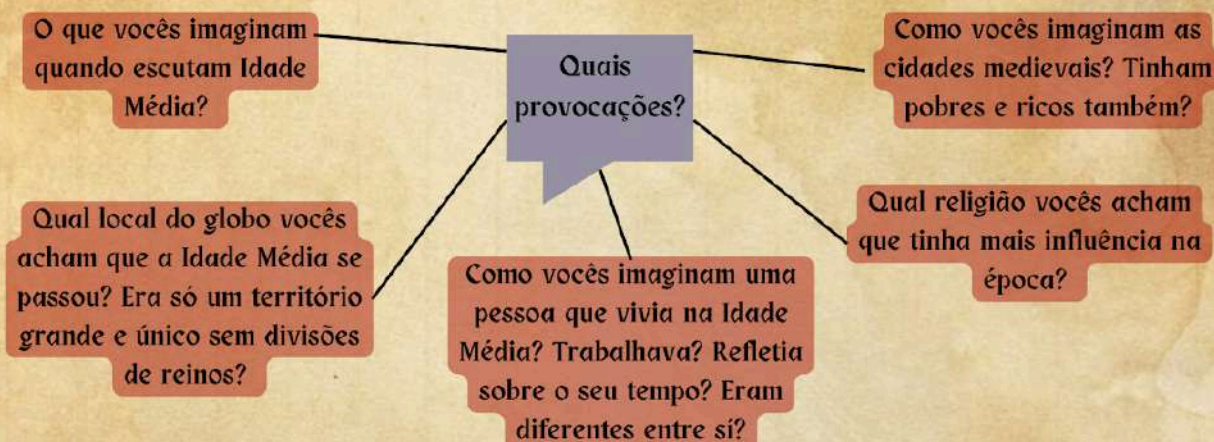 O que vocês imaginam
quando escutam Idade
Média?
Quais
provocações?
Como vocês imaginam as
cidades medievais? Tinham
pobres e ricos também?
Qual local do globo vocês
acham que a Idade Média se
passou? Era só um território
grande e único sem divisões
de reinos?
Como vocês imaginam uma
pessoa que vivia na Idade
Média? Trabalhava? Refletia
sobre o seu tempo? Eram
diferentes entre sí?
Qual religião vocês acham
que tinha mais influência na
época?